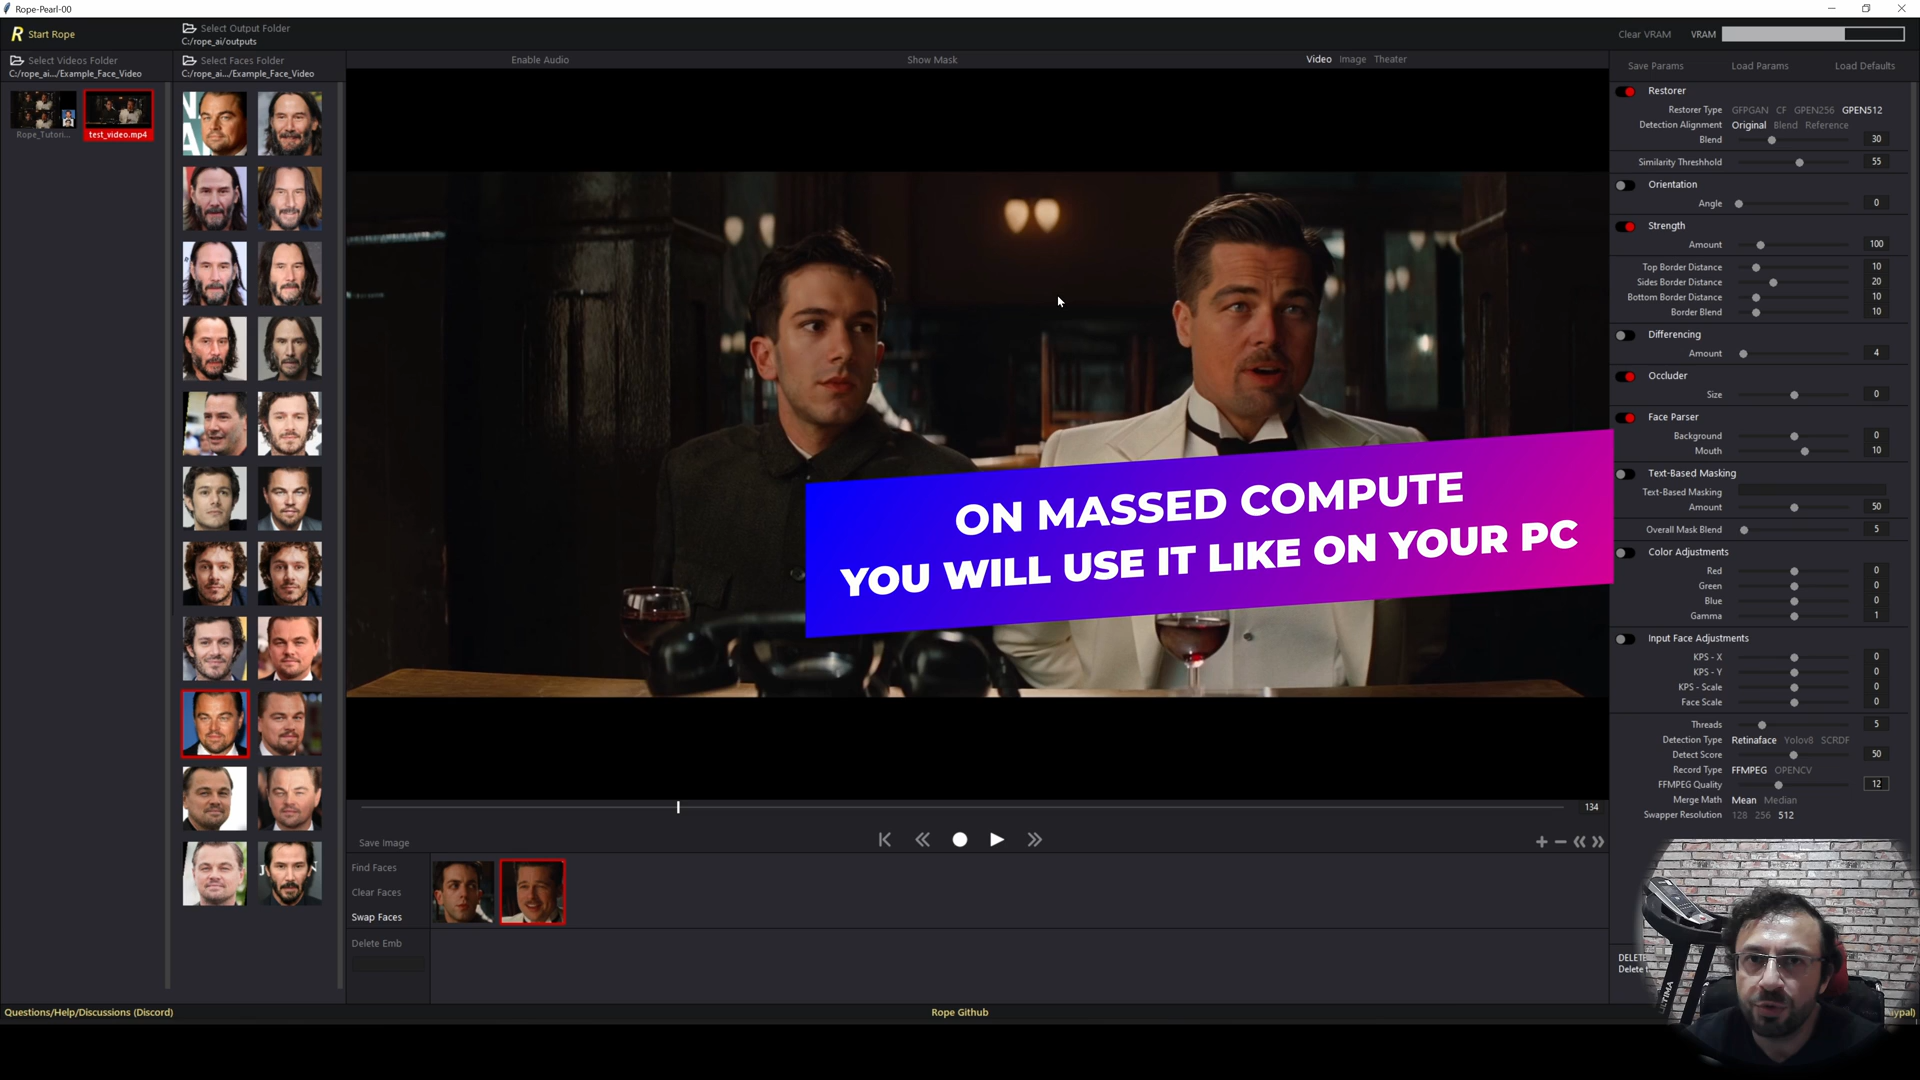 Rope-Pearl-00
R Start Rope
Select Output Folder
C:/rope_ai/outputs
Clear VRAM
VRAM
Select Videos Folder
C:/rope_ai.../Example_Face_Video
Select Faces Folder
C:/rope_ai.../Example_Face_Video
Enable Audio
Show Mask
Video Image Theater
Save Params
Load Params
Load Defaults
Rope_Tutori...
test_video.mp4
Restorer
Restorer Type GFPGAN CF GPEN256 GPEN512
Detection Alignment Original Blend Reference
Blend 30
Similarity Threshhold 55
Orientation
Angle 0
Strength
Amount 100
Top Border Distance 10
Sides Border Distance 20
Bottom Border Distance 10
Border Blend 10
Differencing
Amount 4
Occluder
Size 0
Face Parser
Background 0
Mouth 10
Text-Based Masking
Text-Based Masking
Amount 50
Overall Mask Blend 5
Color Adjustments
Red 0
Green 0
Blue 0
Gamma 1
Input Face Adjustments
KPS - X 0
KPS - Y 0
KPS - Scale 0
Face Scale 0
Threads 5
Detection Type Retinaface Yolov8 SCRDF
Detect Score 50
Record Type FFMPEG OPENCV
FFMPEG Quality 12
Merge Math Mean Median
Swapper Resolution 128 256 512
ON MASSED COMPUTE
YOU WILL USE IT LIKE ON YOUR PC
134
Save Image
Find Faces
Clear Faces
Swap Faces
Delete Emb
DELETE
Delete
ULTIMA
Questions/Help/Discussions (Discord)
Rope Github